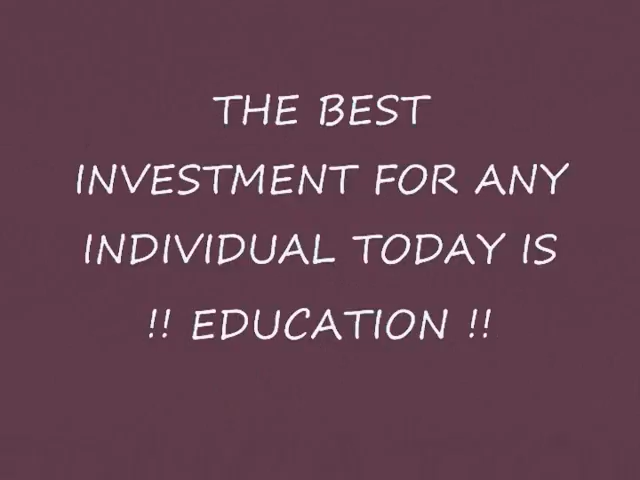 THE BEST
INVESTMENT FOR ANY
INDIVIDUAL TODAY IS
!! EDUCATION !!